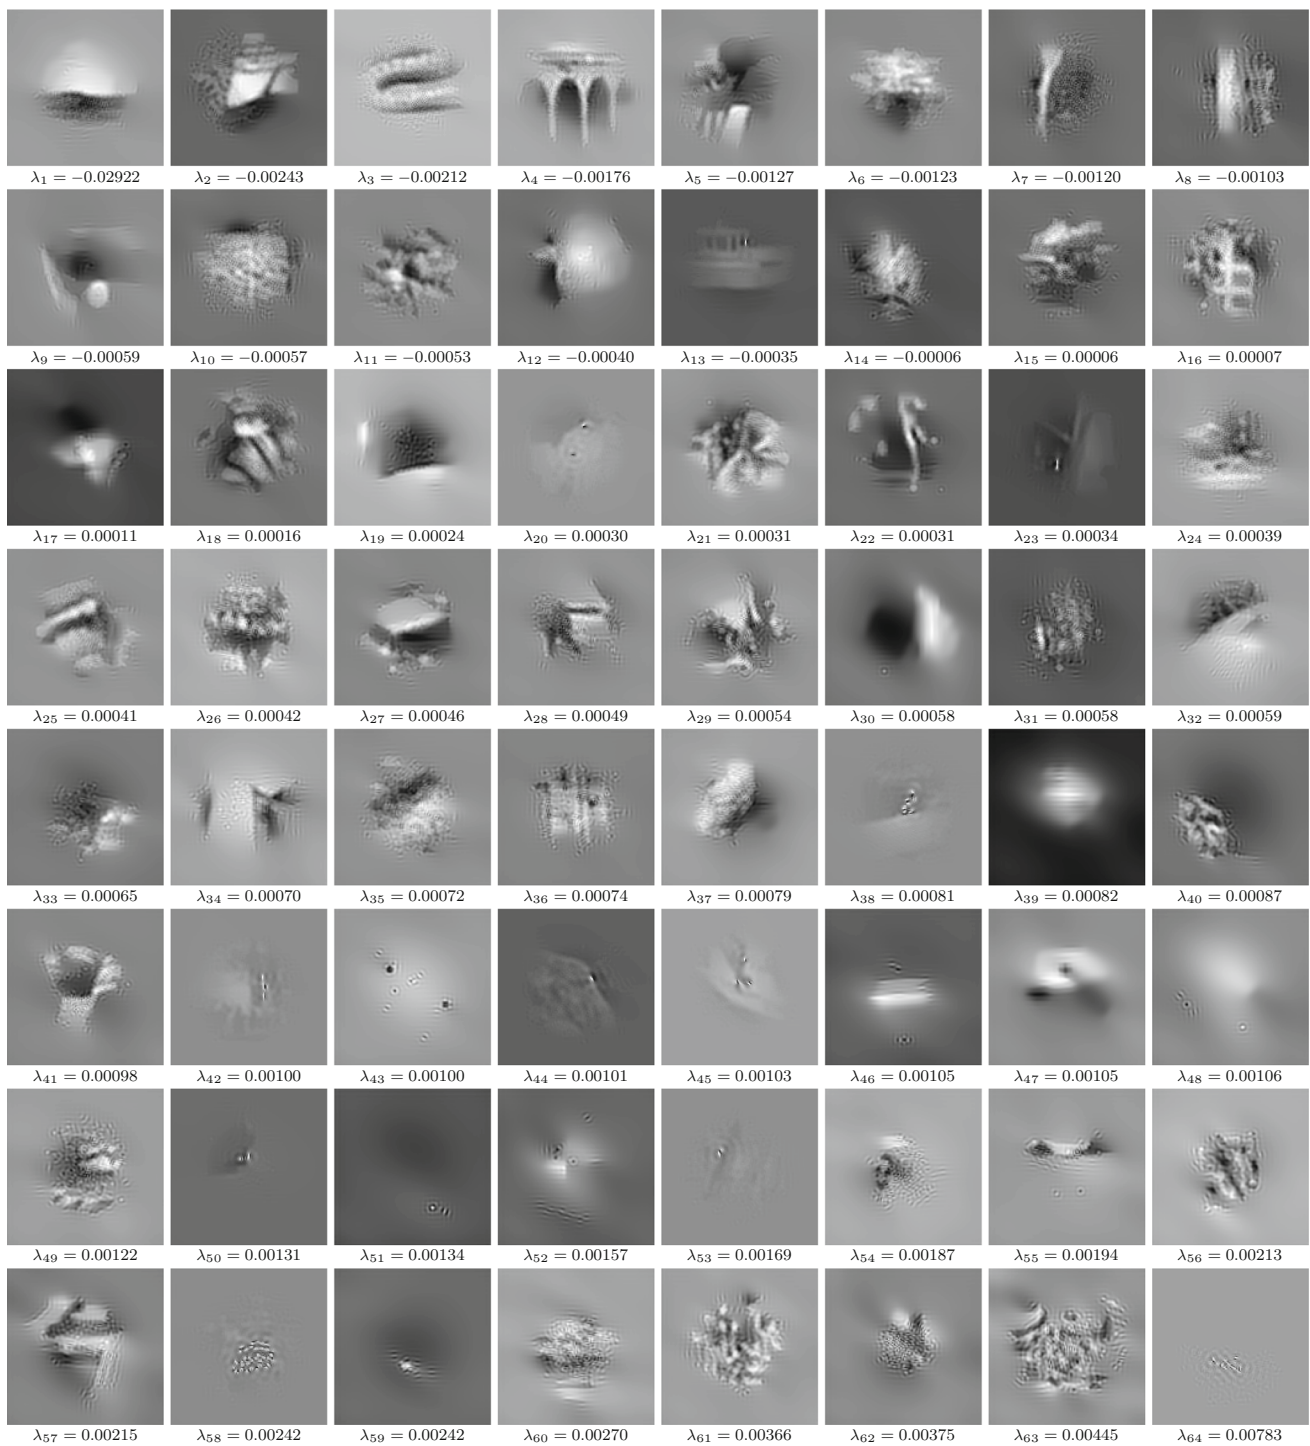 λ₁ = −0.02922 λ₂ = −0.00243 λ₃ = −0.00212 λ₄ = −0.00176 λ₅ = −0.00127 λ₆ = −0.00123 λ₇ = −0.00120 λ₈ = −0.00103
λ₉ = −0.00059 λ₁₀ = −0.00057 λ₁₁ = −0.00053 λ₁₂ = −0.00040 λ₁₃ = −0.00035 λ₁₄ = −0.00006 λ₁₅ = 0.00006 λ₁₆ = 0.00007
λ₁₇ = 0.00011 λ₁₈ = 0.00016 λ₁₉ = 0.00024 λ₂₀ = 0.00030 λ₂₁ = 0.00031 λ₂₂ = 0.00031 λ₂₃ = 0.00034 λ₂₄ = 0.00039
λ₂₅ = 0.00041 λ₂₆ = 0.00042 λ₂₇ = 0.00046 λ₂₈ = 0.00049 λ₂₉ = 0.00054 λ₃₀ = 0.00058 λ₃₁ = 0.00058 λ₃₂ = 0.00059
λ₃₃ = 0.00065 λ₃₄ = 0.00070 λ₃₅ = 0.00072 λ₃₆ = 0.00074 λ₃₇ = 0.00079 λ₃₈ = 0.00081 λ₃₉ = 0.00082 λ₄₀ = 0.00087
λ₄₁ = 0.00098 λ₄₂ = 0.00100 λ₄₃ = 0.00100 λ₄₄ = 0.00101 λ₄₅ = 0.00103 λ₄₆ = 0.00105 λ₄₇ = 0.00105 λ₄₈ = 0.00106
λ₄₉ = 0.00122 λ₅₀ = 0.00131 λ₅₁ = 0.00134 λ₅₂ = 0.00157 λ₅₃ = 0.00169 λ₅₄ = 0.00187 λ₅₅ = 0.00194 λ₅₆ = 0.00213
λ₅₇ = 0.00215 λ₅₈ = 0.00242 λ₅₉ = 0.00242 λ₆₀ = 0.00270 λ₆₁ = 0.00366 λ₆₂ = 0.00375 λ₆₃ = 0.00445 λ₆₄ = 0.00783